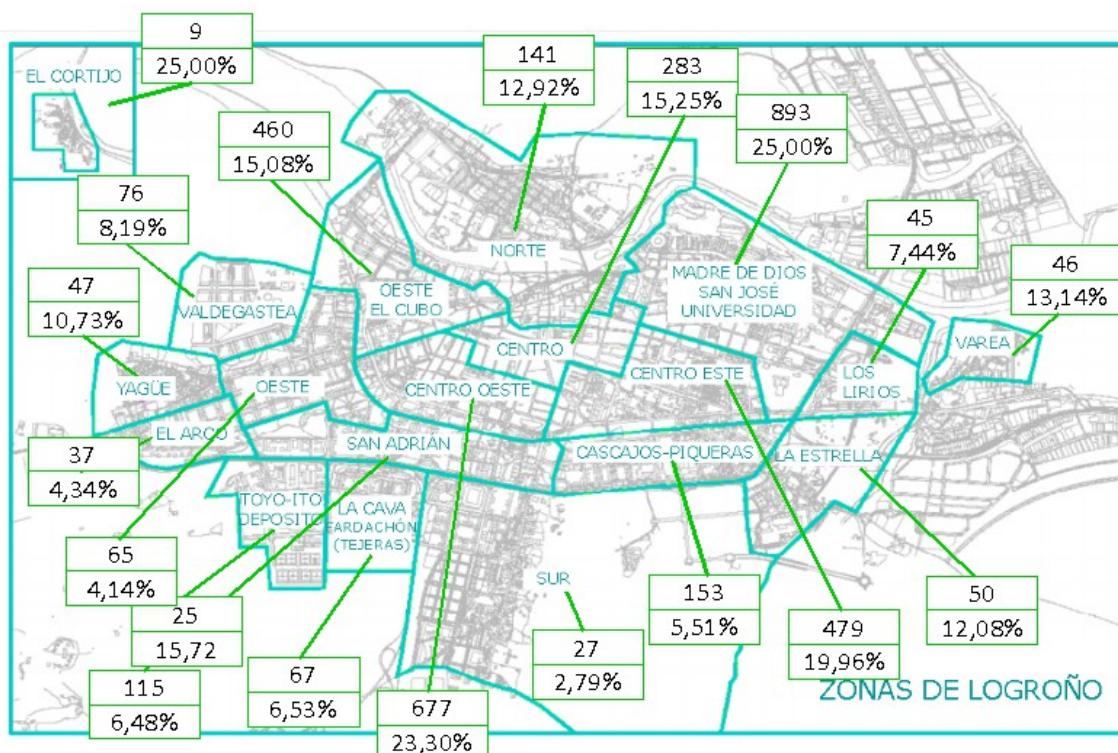 9
25,00%
EL CORTIJO
141
12,92%
283
15,25%
893
25,00%
460
15,08%
76
8,19%
45
7,44%
46
13,14%
47
10,73%
NORTE
MADRE DE DIOS
SAN JOSÉ
UNIVERSIDAD
OESTE
EL CUBO
VALDEGASTEA
CENTRO
VAREA
YAGÜE
OESTE
CENTRO OESTE
CENTRO ESTE
LOS
LIRIOS
EL ARCO
SAN ADRIÁN
CASCAJOS-PIQUERAS
LA ESTRELLA
37
4,34%
TOYO-ITO
DEPOSITO
LA CAVA
FARDACHÓN
(TEJERAS)
SUR
65
4,14%
25
15,72
115
6,48%
67
6,53%
677
23,30%
27
2,79%
153
5,51%
479
19,96%
50
12,08%
ZONAS DE LOGROÑO